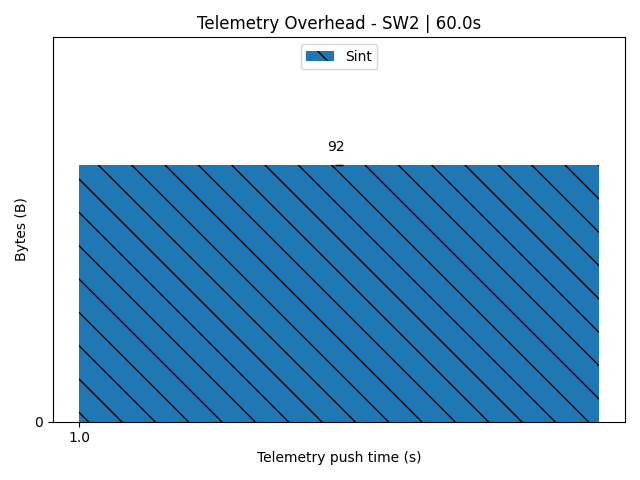 Telemetry Overhead - SW2 | 60.0s
Sint
92
Bytes (B)
0
1.0
Telemetry push time (s)